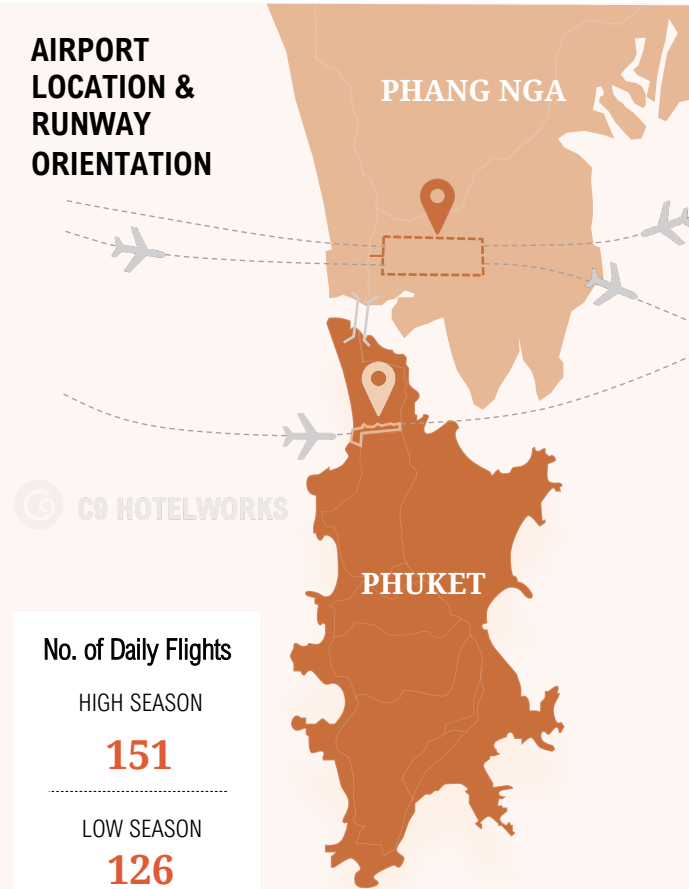 AIRPORT
LOCATION &
RUNWAY
ORIENTATION
PHANG NGA
C9 HOTELWORKS
PHUKET
No. of Daily Flights
HIGH SEASON
151
LOW SEASON
126